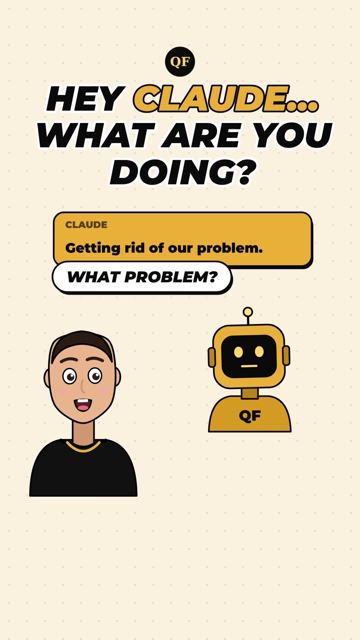 QF
HEY CLAUDE...
WHAT ARE YOU
DOING?
CLAUDE
Getting rid of our problem.
WHAT PROBLEM?
QF